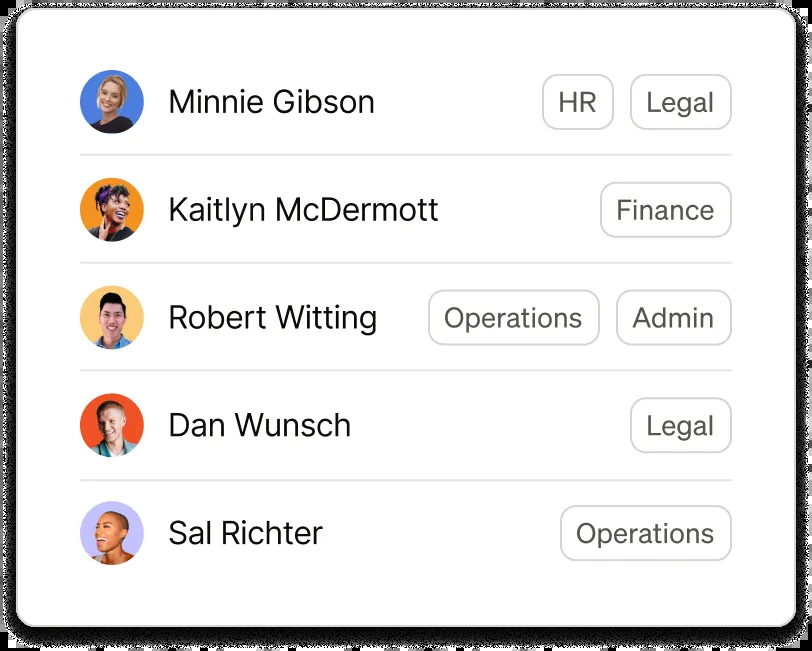 Minnie Gibson HR Legal
Kaitlyn McDermott Finance
Robert Witting Operations Admin
Dan Wunsch Legal
Sal Richter Operations